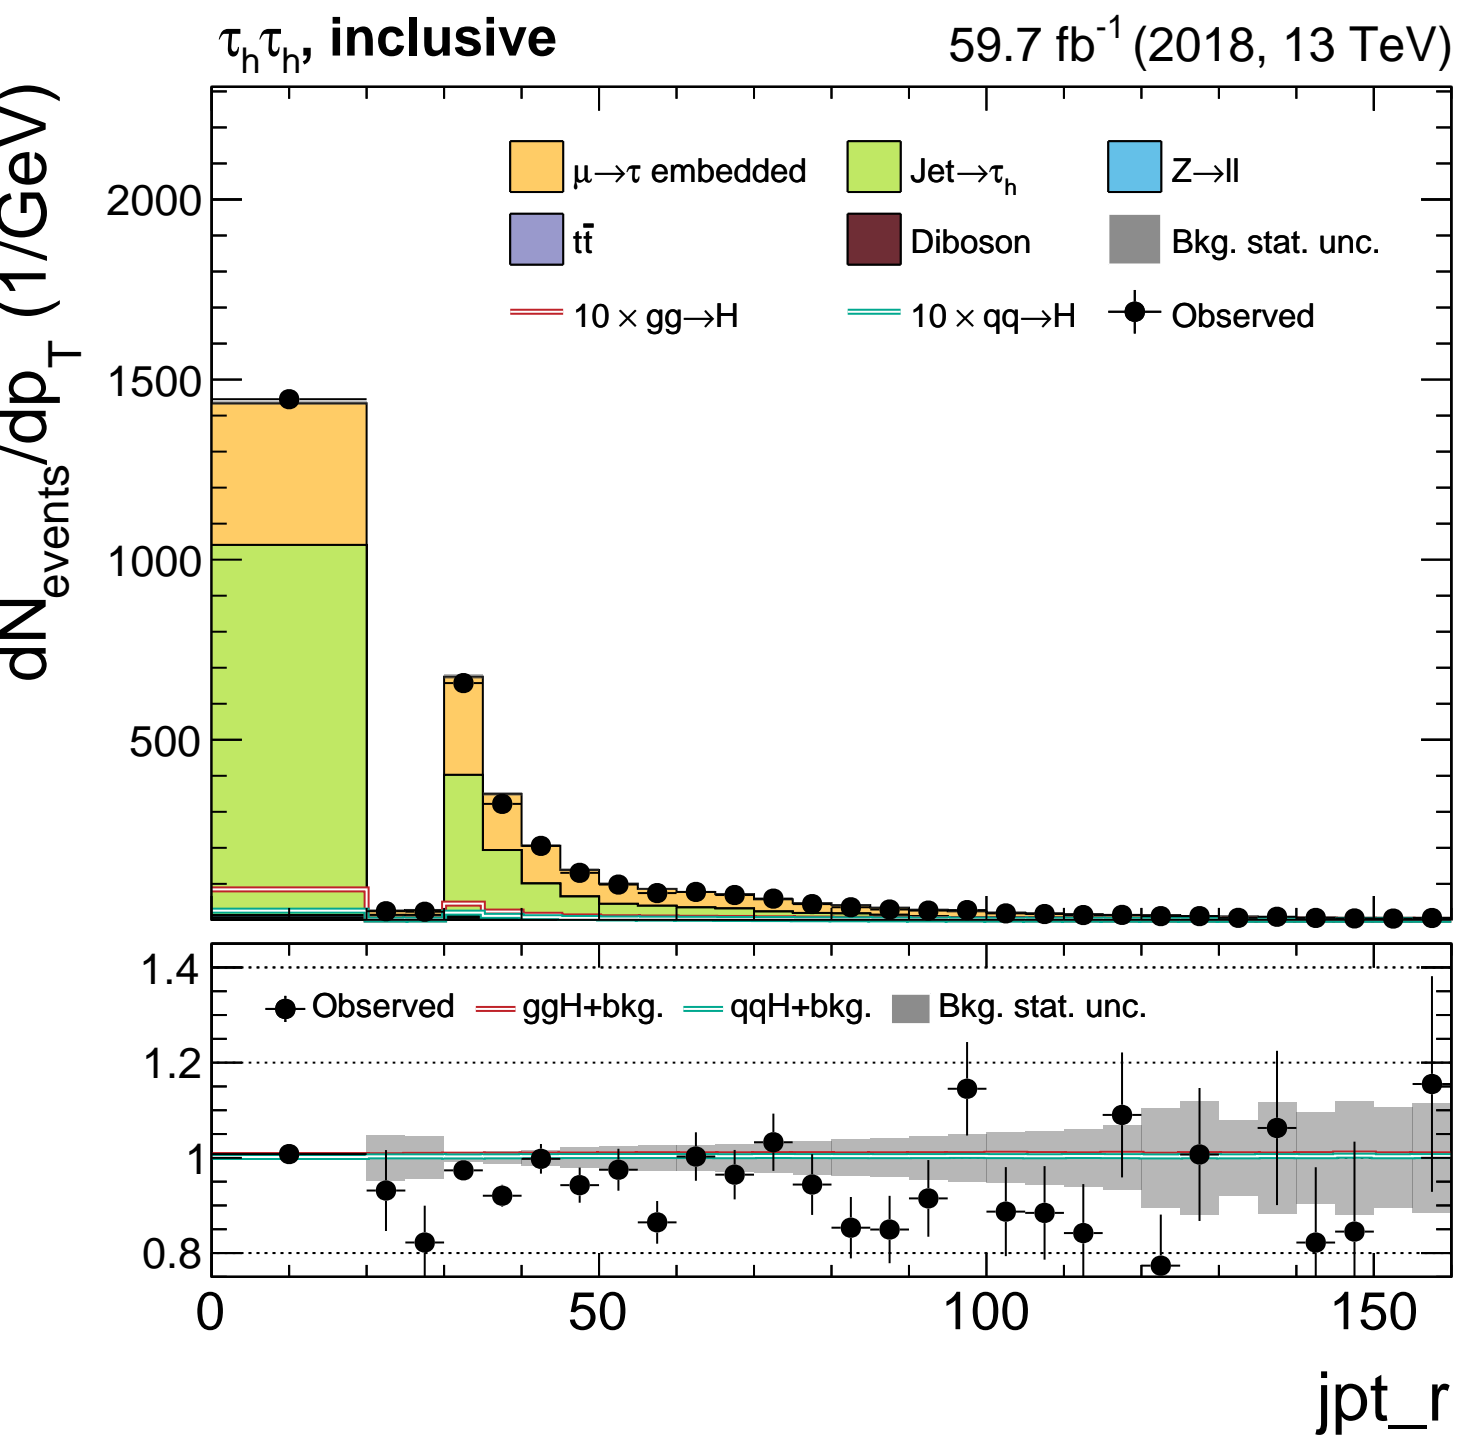 τhτh, inclusive
59.7 fb-1 (2018, 13 TeV)
dNevents/dpT (1/GeV)
μ→τ embedded
Jet→τh
Z→ll
tt̄
Diboson
Bkg. stat. unc.
10 × gg→H
10 × qq→H
Observed
2000
1500
1000
500
1.4
Observed
ggH+bkg.
qqH+bkg.
Bkg. stat. unc.
1.2
1
0.8
0
50
100
150
jpt_r